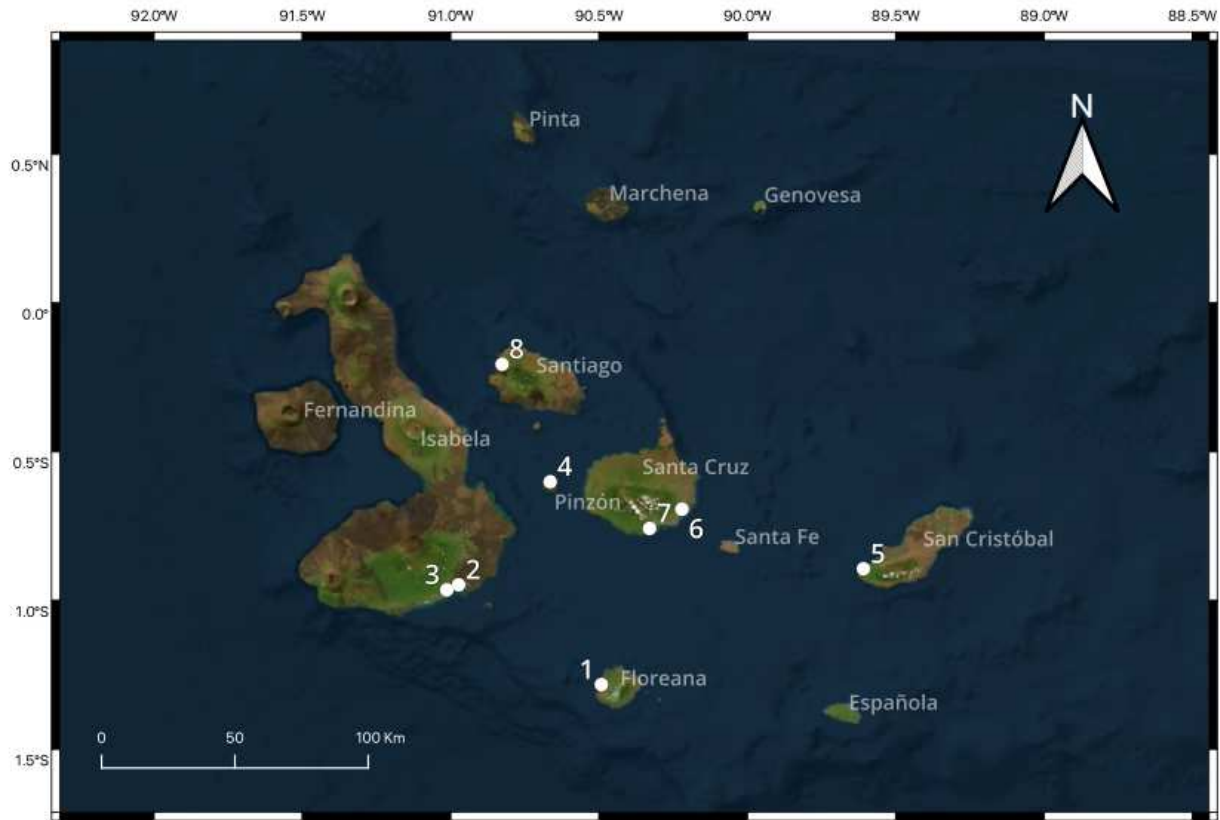 92.0°W 91.5°W 91.0°W 90.5°W 90.0°W 89.5°W 89.0°W 88.5°W
N
Pinta
0.5°N
Marchena
Genovesa
0.0°
8
Santiago
Fernandina
Isabela
0.5°S
4
Santa Cruz
Pinzón
7
6
Santa Fe
5
San Cristóbal
3
2
1.0°S
1
Floreana
Española
0 50 100 Km
1.5°S